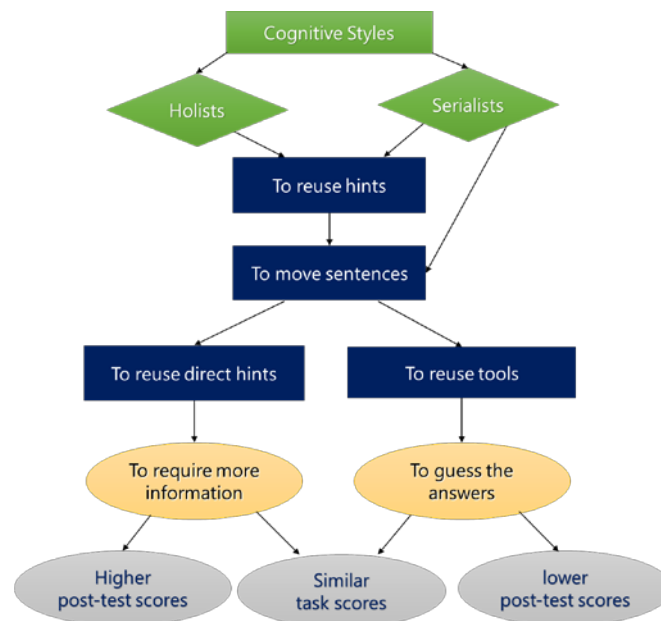 Cognitive Styles
Holists
Serialists
To reuse hints
To move sentences
To reuse direct hints
To reuse tools
To require more
information
To guess the
answers
Higher
post-test scores
Similar
task scores
lower
post-test scores